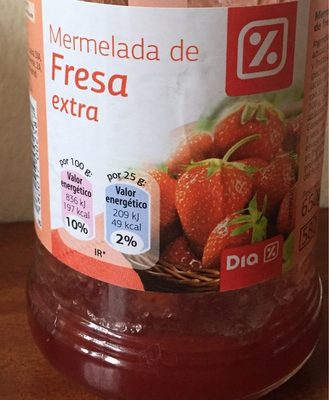 Mermelada de
Fresa
extra
por 100 g:
Valor
energético
836 kJ
197 kcal
10%
por 25 g:
Valor
energético
209 kJ
49 kcal
2%
IR*
Dia %